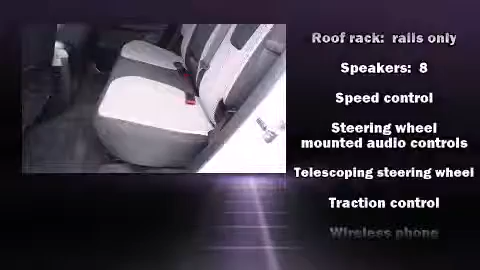 Roof rack: rails only
Speakers: 8
Speed control
Steering wheel
mounted audio controls
Telescoping steering wheel
Traction control
Wireless phone